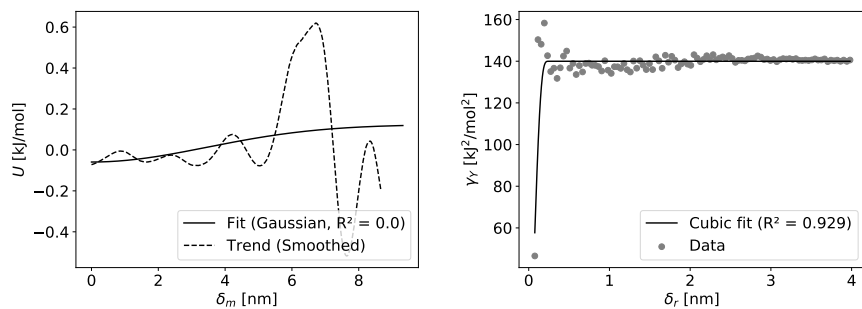 0.6
0.4
0.2
0.0
−0.2
−0.4
U [kJ/mol]
0
2
4
6
8
δm [nm]
Fit (Gaussian, R² = 0.0)
Trend (Smoothed)
160
140
120
100
80
60
γY [kJ²/mol²]
0
1
2
3
4
δr [nm]
Cubic fit (R² = 0.929)
Data